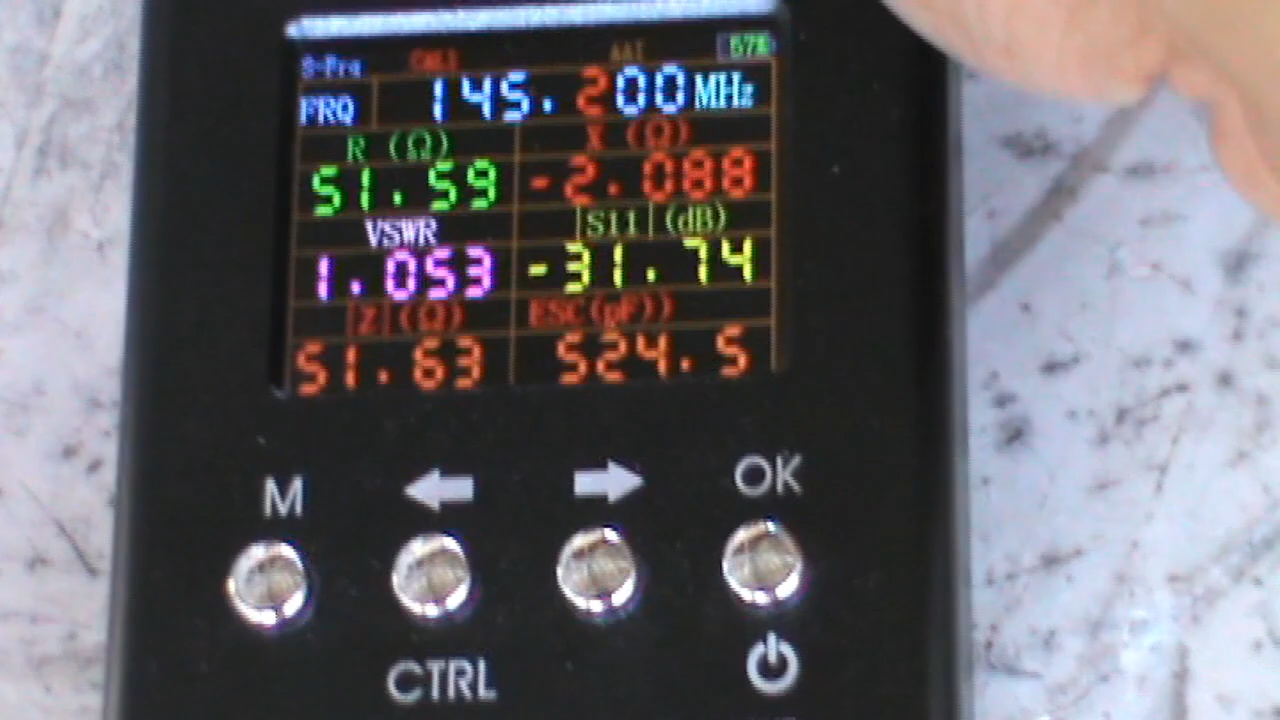 57%
FRQ 145.200MHz
R (Ω) X (Ω)
51.59 -2.088
VSWR |S11|(dB)
1.053 -31.74
|Z|(Ω) ESC(pF))
51.63 524.5
M OK
CTRL